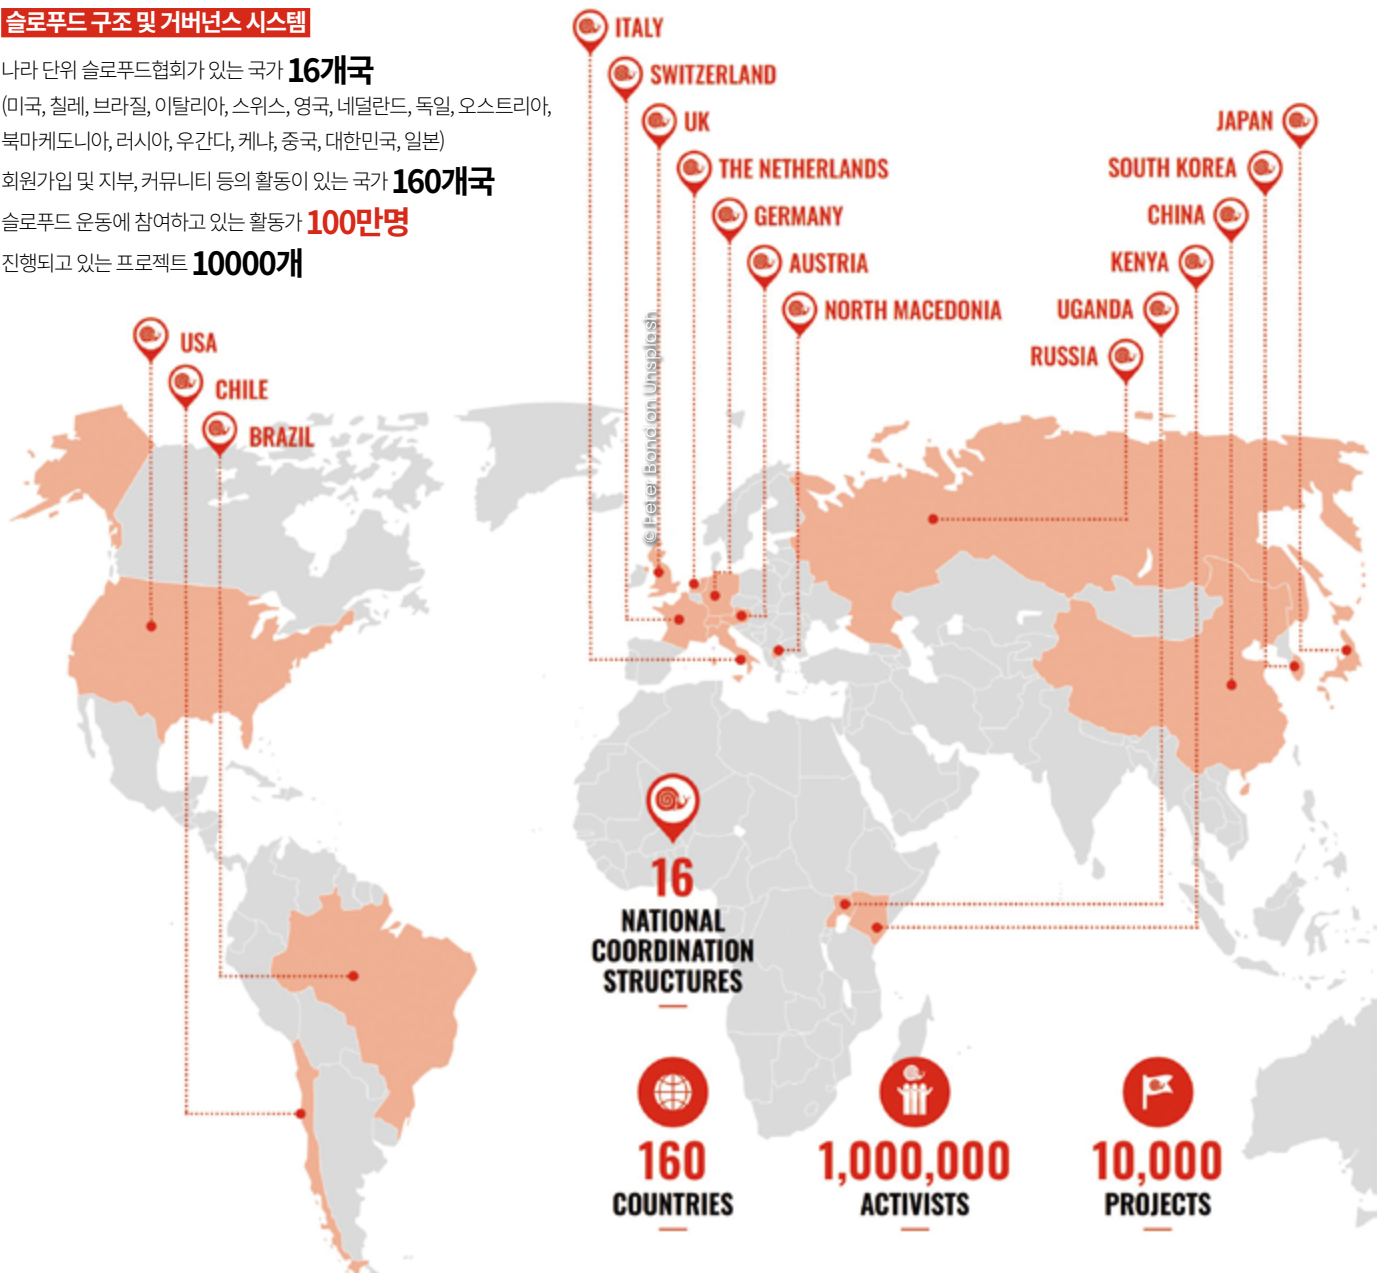 슬로푸드 구조 및 거버넌스 시스템
나라 단위 슬로푸드협회가 있는 국가 16개국
(미국, 칠레, 브라질, 이탈리아, 스위스, 영국, 네덜란드, 독일, 오스트리아,
북마케도니아, 러시아, 우간다, 케냐, 중국, 대한민국, 일본)
회원가입 및 지부, 커뮤니티 등의 활동이 있는 국가 160개국
슬로푸드 운동에 참여하고 있는 활동가 100만명
진행되고 있는 프로젝트 10000개
ITALY
SWITZERLAND
UK
THE NETHERLANDS
GERMANY
AUSTRIA
NORTH MACEDONIA
JAPAN
SOUTH KOREA
CHINA
KENYA
UGANDA
RUSSIA
USA
CHILE
BRAZIL
© Peter Bond on Unsplash
16
NATIONAL
COORDINATION
STRUCTURES
160
COUNTRIES
1,000,000
ACTIVISTS
10,000
PROJECTS